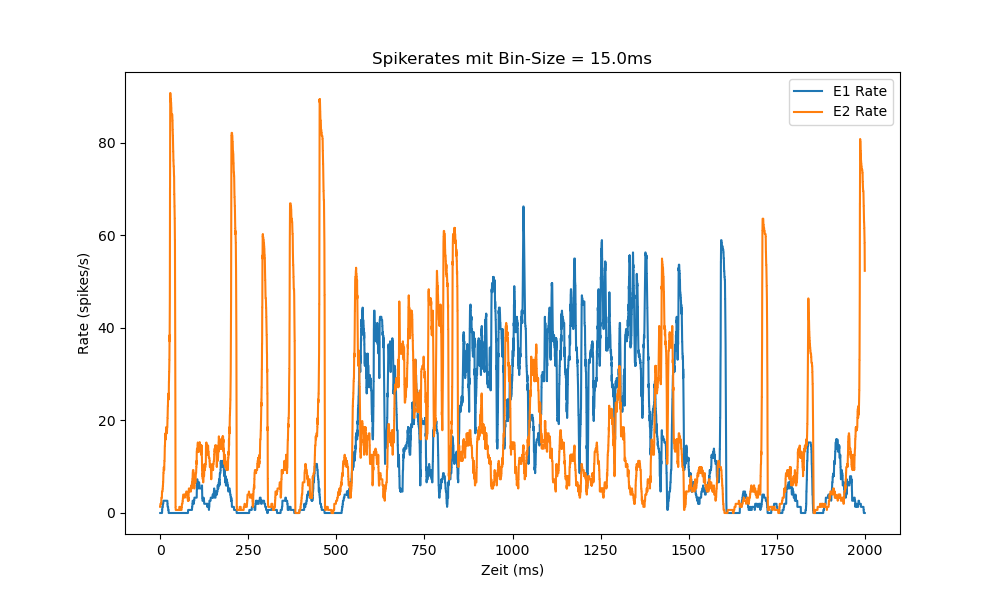 Spikerates mit Bin-Size = 15.0ms
E1 Rate
E2 Rate
Rate (spikes/s)
80
60
40
20
0
0 250 500 750 1000 1250 1500 1750 2000
Zeit (ms)